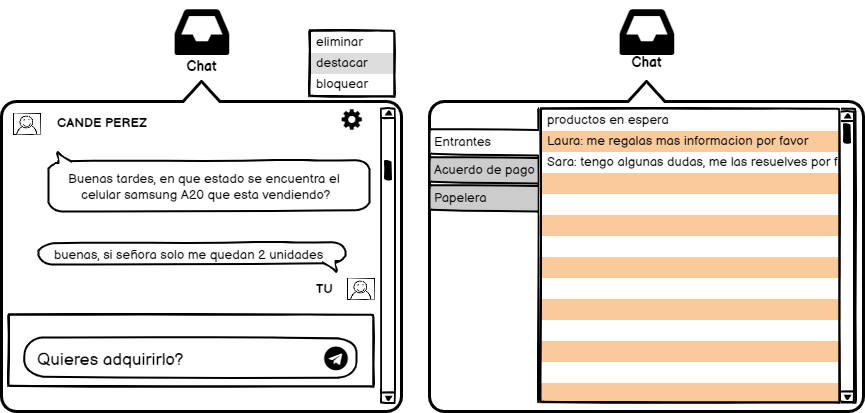 Chat
eliminar
destacar
bloquear
CANDE PEREZ
Buenas tardes, en que estado se encuentra el
celular samsung A20 que esta vendiendo?
buenas, si señora solo me quedan 2 unidades
TU
Quieres adquirirlo?
Chat
Entrantes
Acuerdo de pago
Papelera
productos en espera
Laura: me regalas mas informacion por favor
Sara: tengo algunas dudas, me las resuelves por f